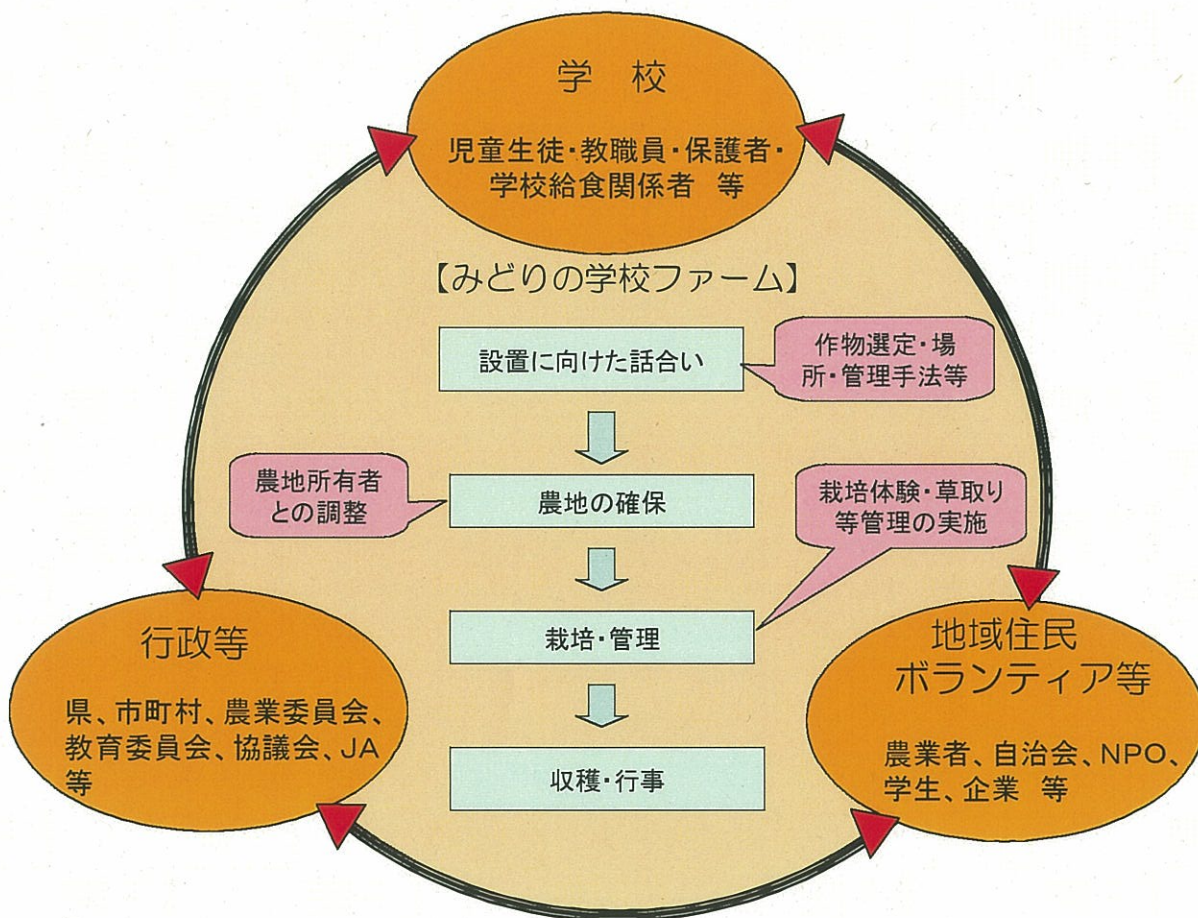 学 校
児童生徒・教職員・保護者・
学校給食関係者 等
【みどりの学校ファーム】
設置に向けた話合い
作物選定・場
所・管理手法等
農地所有者
との調整
農地の確保
栽培体験・草取り
等管理の実施
栽培・管理
収穫・行事
行政等
県、市町村、農業委員会、
教育委員会、協議会、JA
等
地域住民
ボランティア等
農業者、自治会、NPO、
学生、企業 等